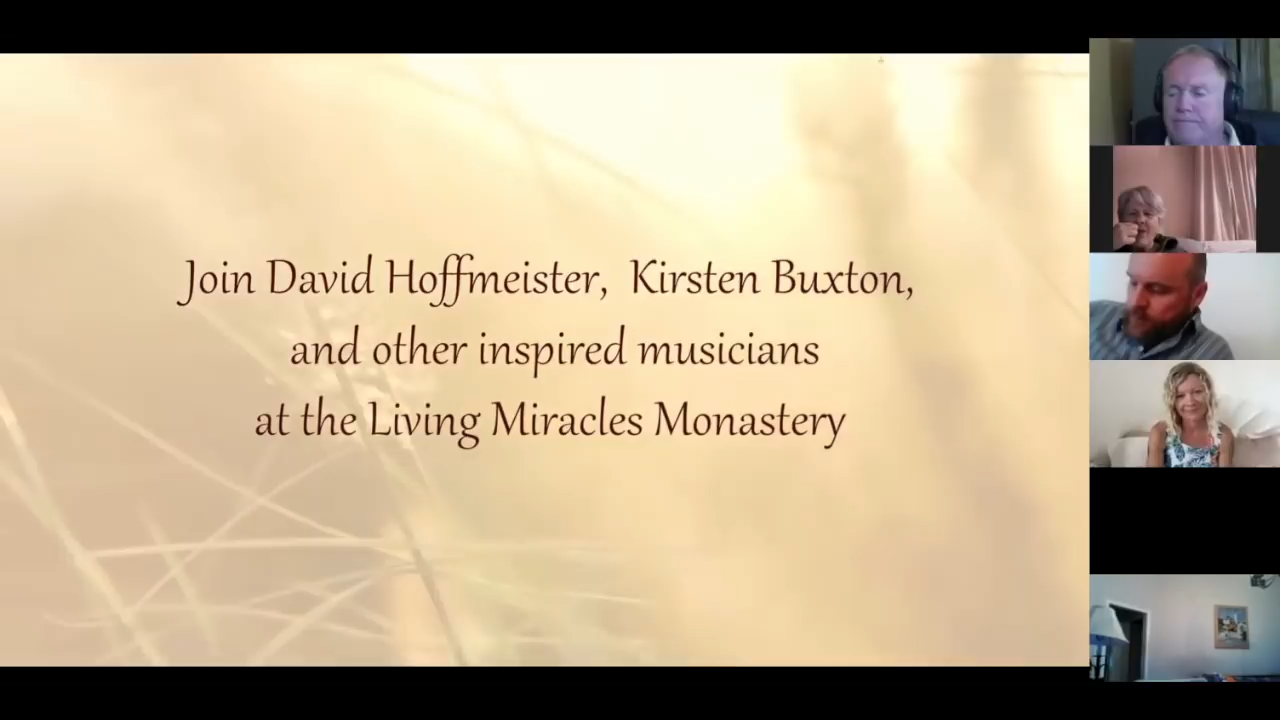 Join David Hoffmeister, Kirsten Buxton,
and other inspired musicians
at the Living Miracles Monastery